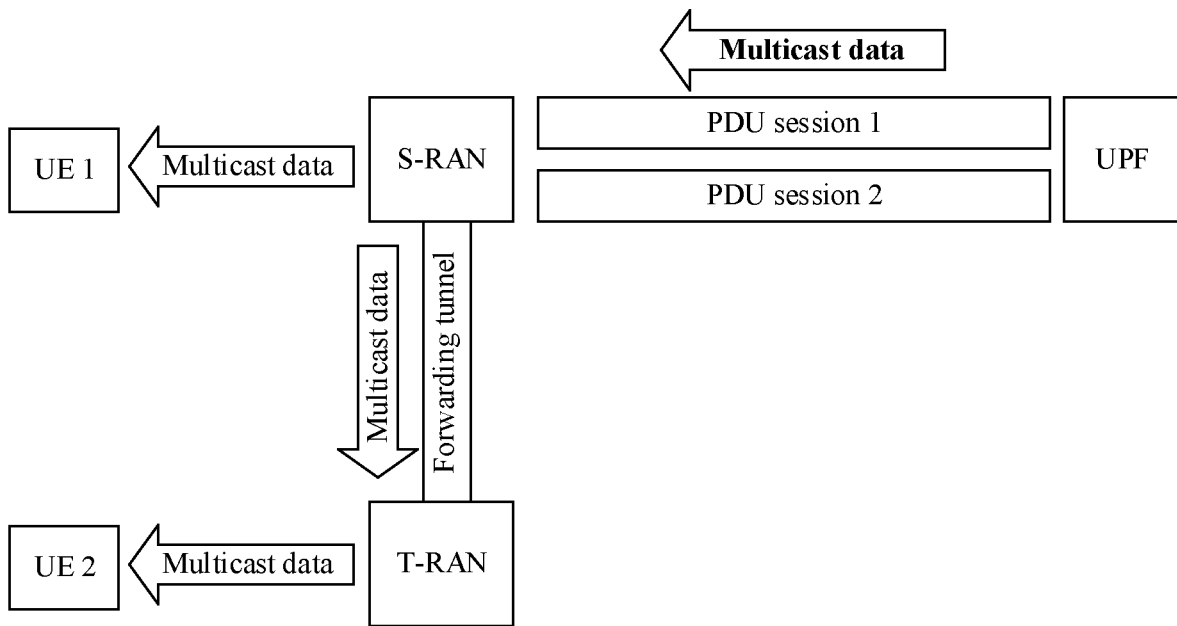 Multicast data
PDU session 1
UE 1
Multicast data
S-RAN
UPF
PDU session 2
Multicast data
Forwarding tunnel
UE 2
Multicast data
T-RAN